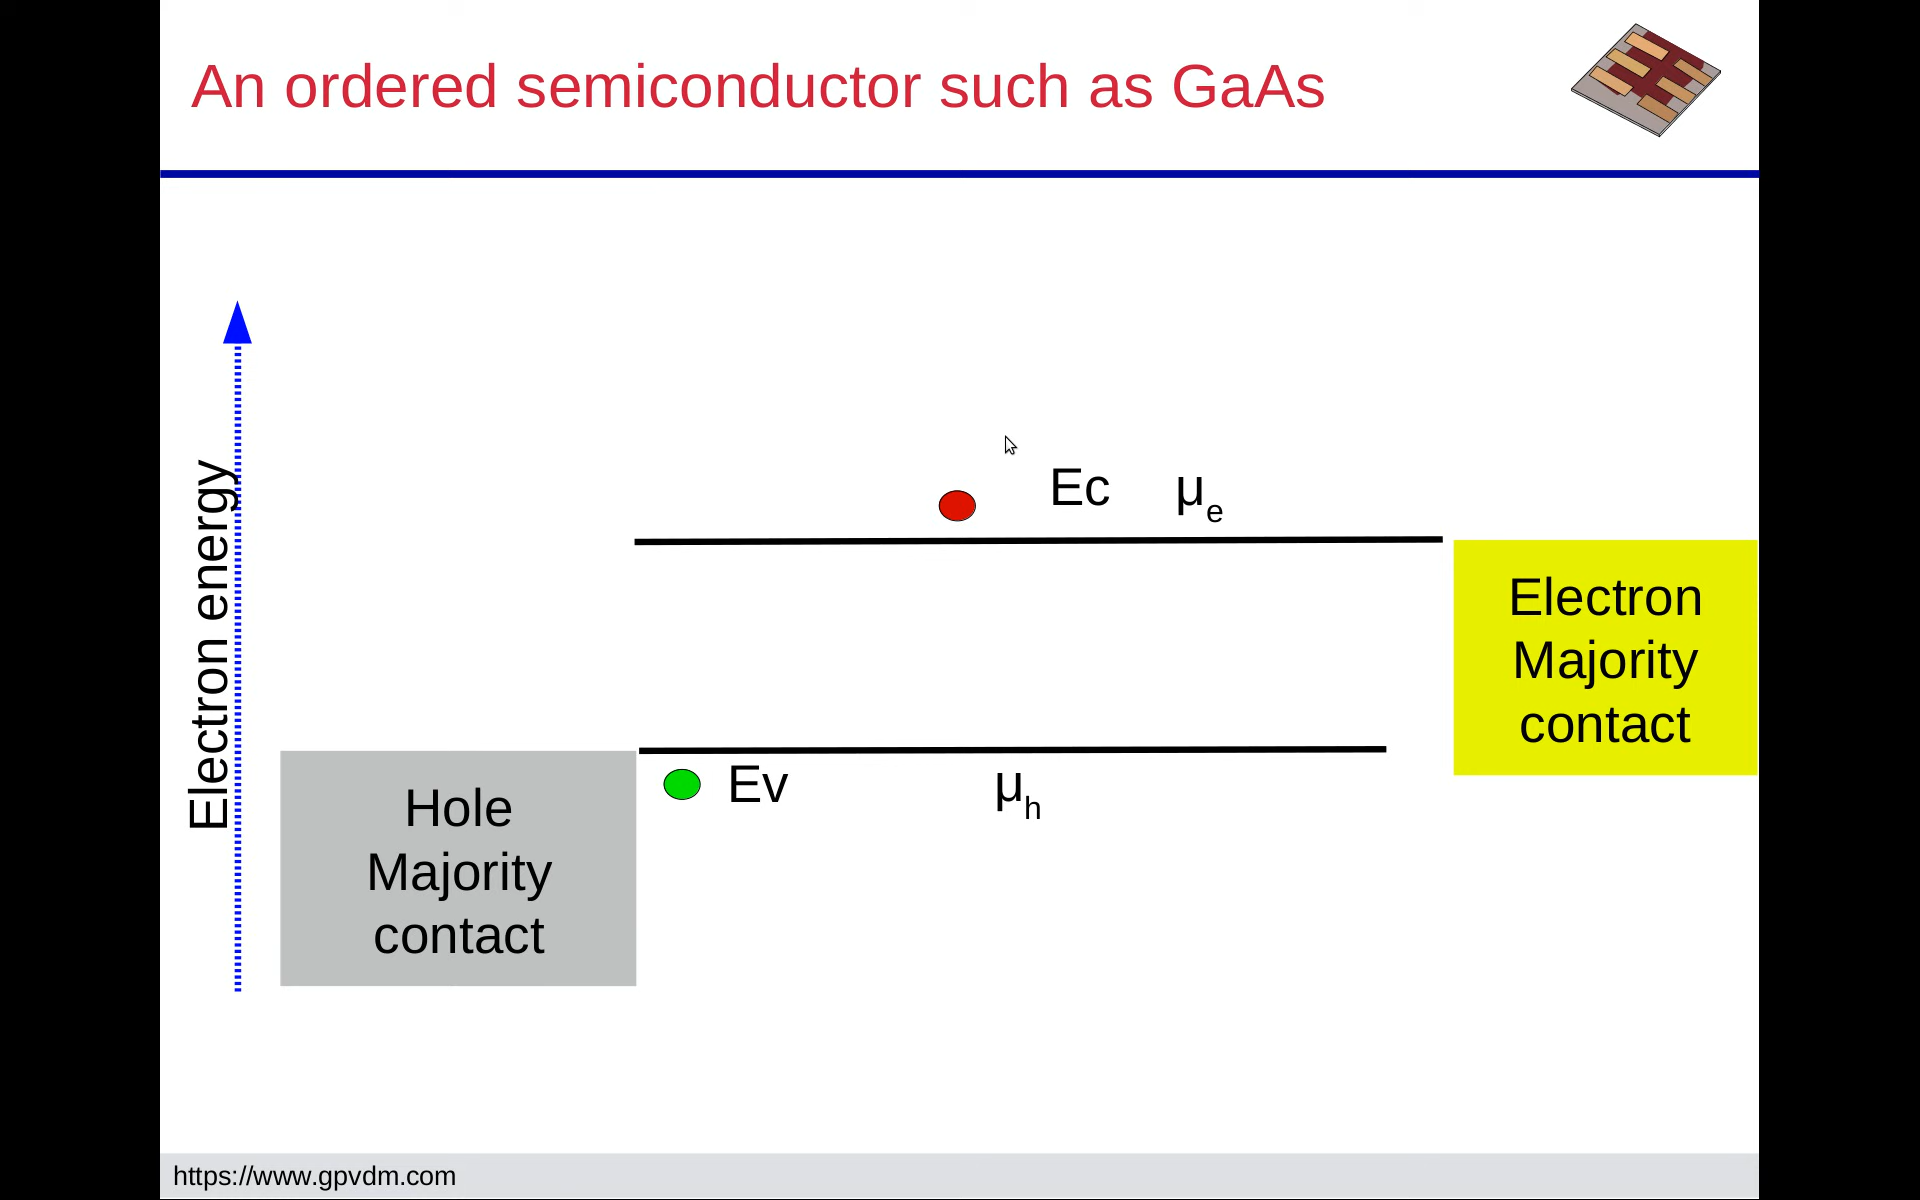 An ordered semiconductor such as GaAs
Electron energy
Ec μe
Electron
Majority
contact
Ev μh
Hole
Majority
contact
https://www.gpvdm.com